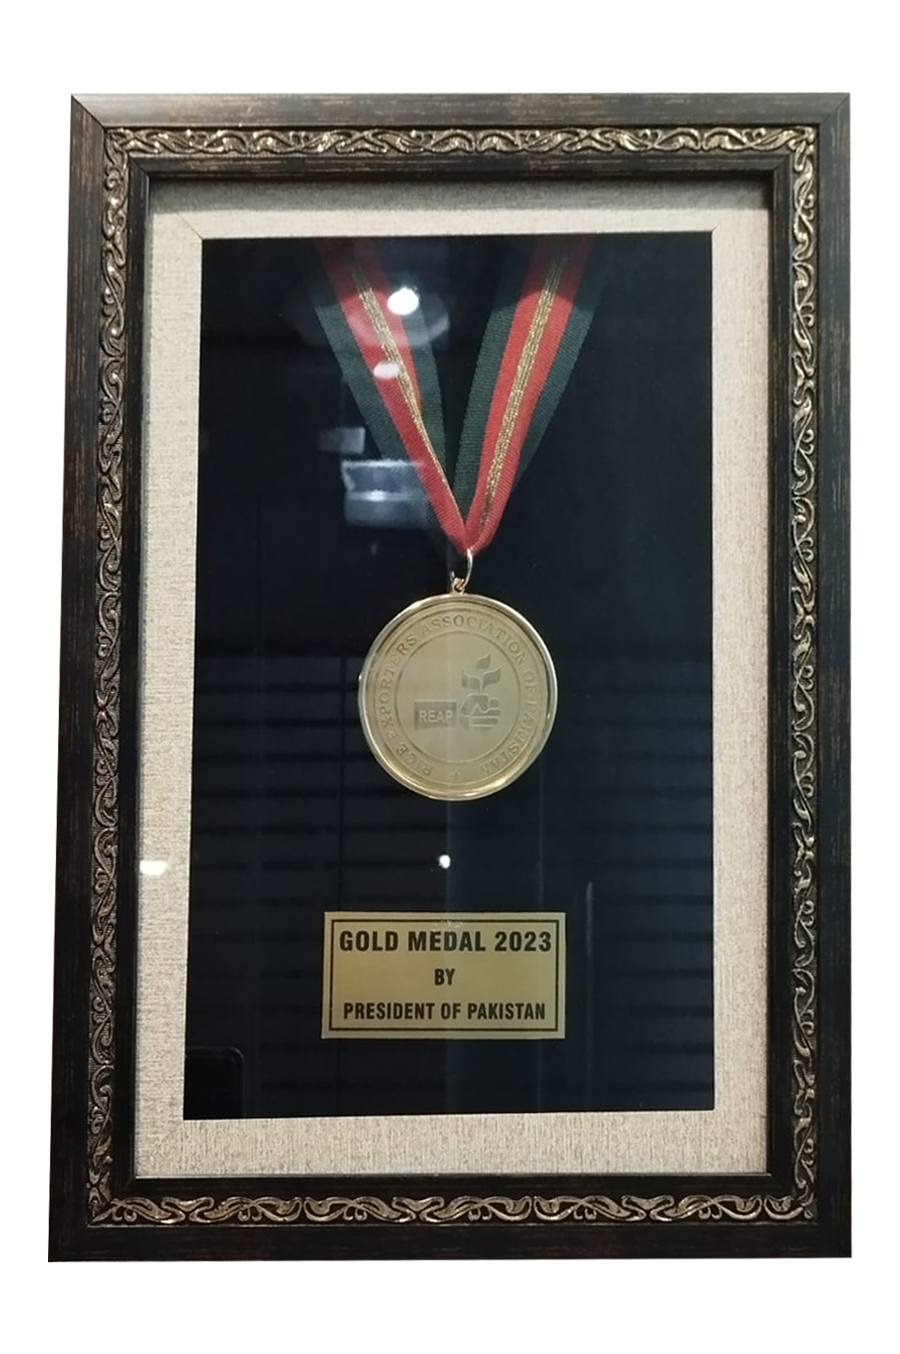 RICE EXPORTERS ASSOCIATION OF PAKISTAN
REAP
GOLD MEDAL 2023
BY
PRESIDENT OF PAKISTAN